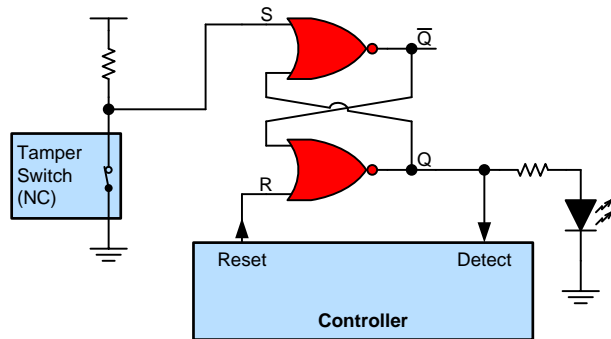 S
Q̅
Tamper
Switch
(NC)
Q
R
Reset
Detect
Controller